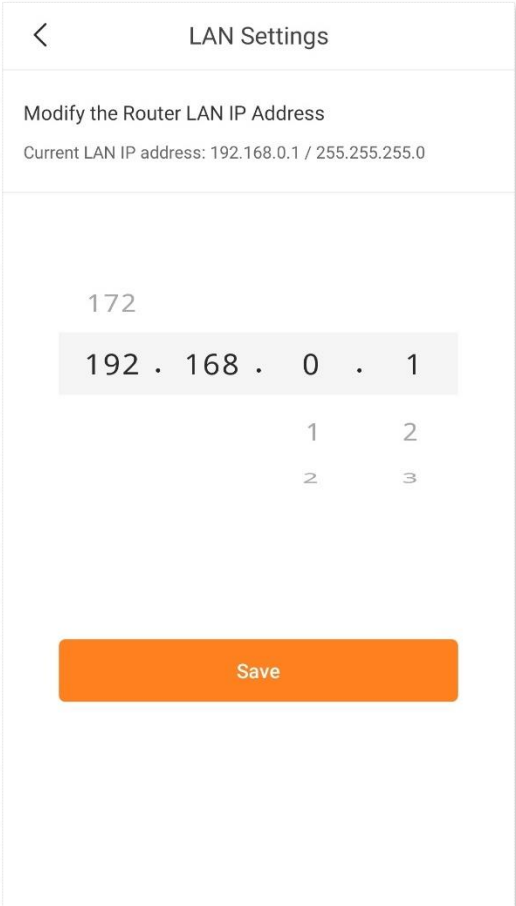 LAN Settings
Modify the Router LAN IP Address
Current LAN IP address: 192.168.0.1 / 255.255.255.0
172
192 . 168 . 0 . 1
1 2
2 3
Save